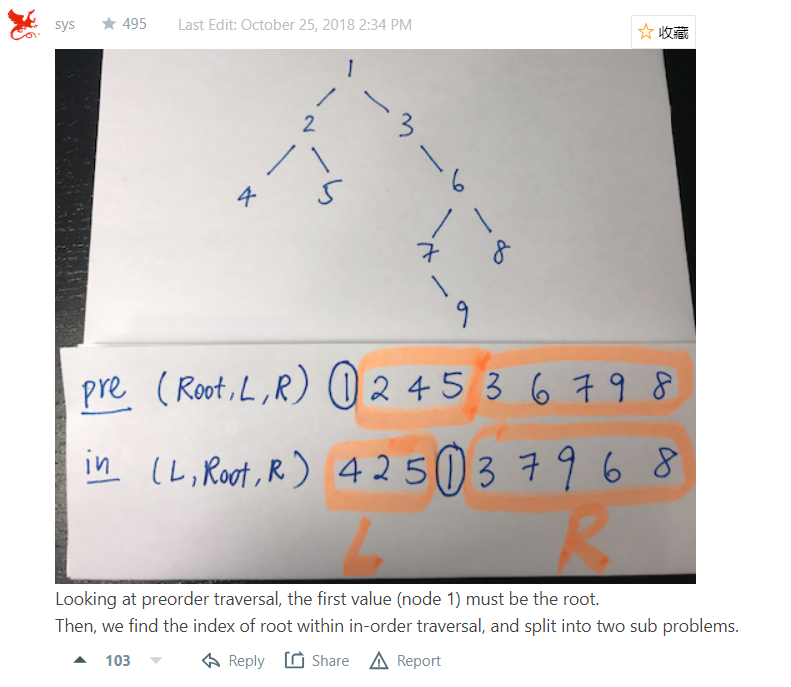 sys ★ 495 Last Edit: October 25, 2018 2:34 PM
☆ 收藏
1
2 3
4 5 6
7 8
9
pre (Root, L, R) ① 2 4 5 3 6 7 9 8
in (L, Root, R) 4 2 5 ① 3 7 9 6 8
L R
Looking at preorder traversal, the first value (node 1) must be the root.
Then, we find the index of root within in-order traversal, and split into two sub problems.
103 Reply Share Report